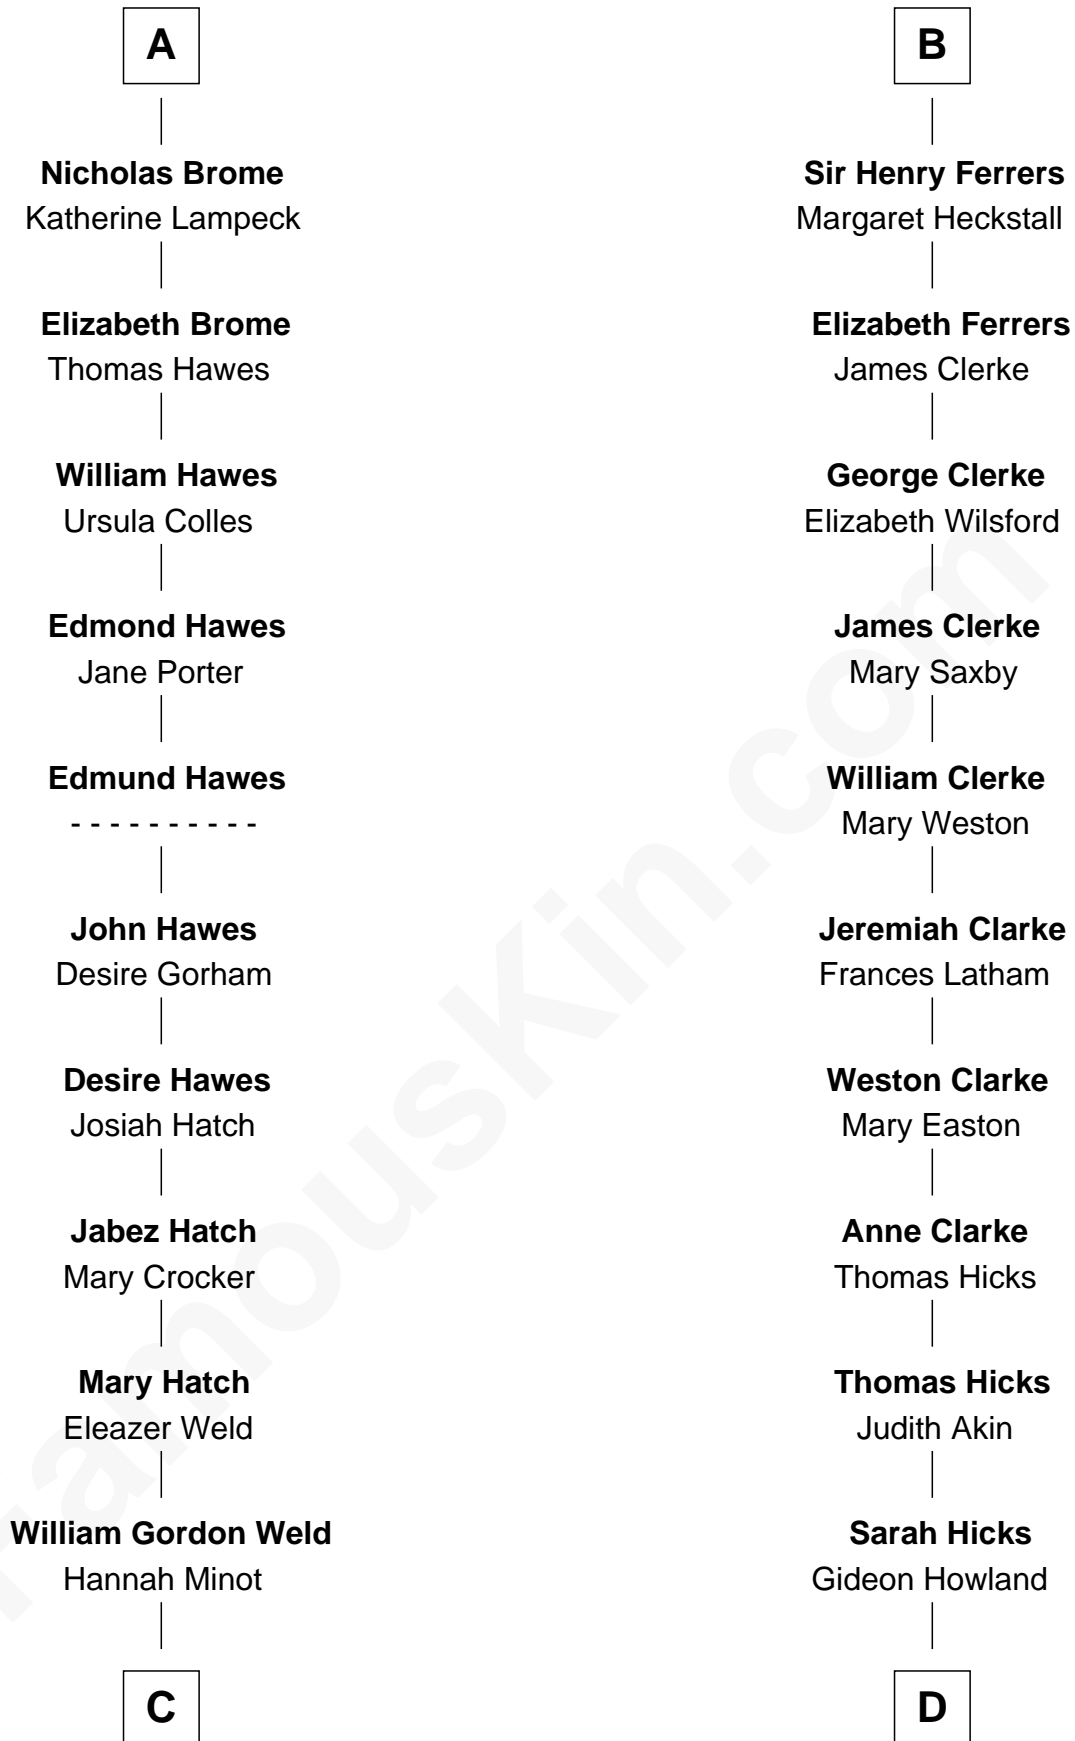 A
Nicholas Brome
Katherine Lampeck
Elizabeth Brome
Thomas Hawes
William Hawes
Ursula Colles
Edmond Hawes
Jane Porter
Edmund Hawes
- - - - - - - - - -
John Hawes
Desire Gorham
Desire Hawes
Josiah Hatch
Jabez Hatch
Mary Crocker
Mary Hatch
Eleazer Weld
William Gordon Weld
Hannah Minot
C
B
Sir Henry Ferrers
Margaret Heckstall
Elizabeth Ferrers
James Clerke
George Clerke
Elizabeth Wilsford
James Clerke
Mary Saxby
William Clerke
Mary Weston
Jeremiah Clarke
Frances Latham
Weston Clarke
Mary Easton
Anne Clarke
Thomas Hicks
Thomas Hicks
Judith Akin
Sarah Hicks
Gideon Howland
D
FamousKin.com